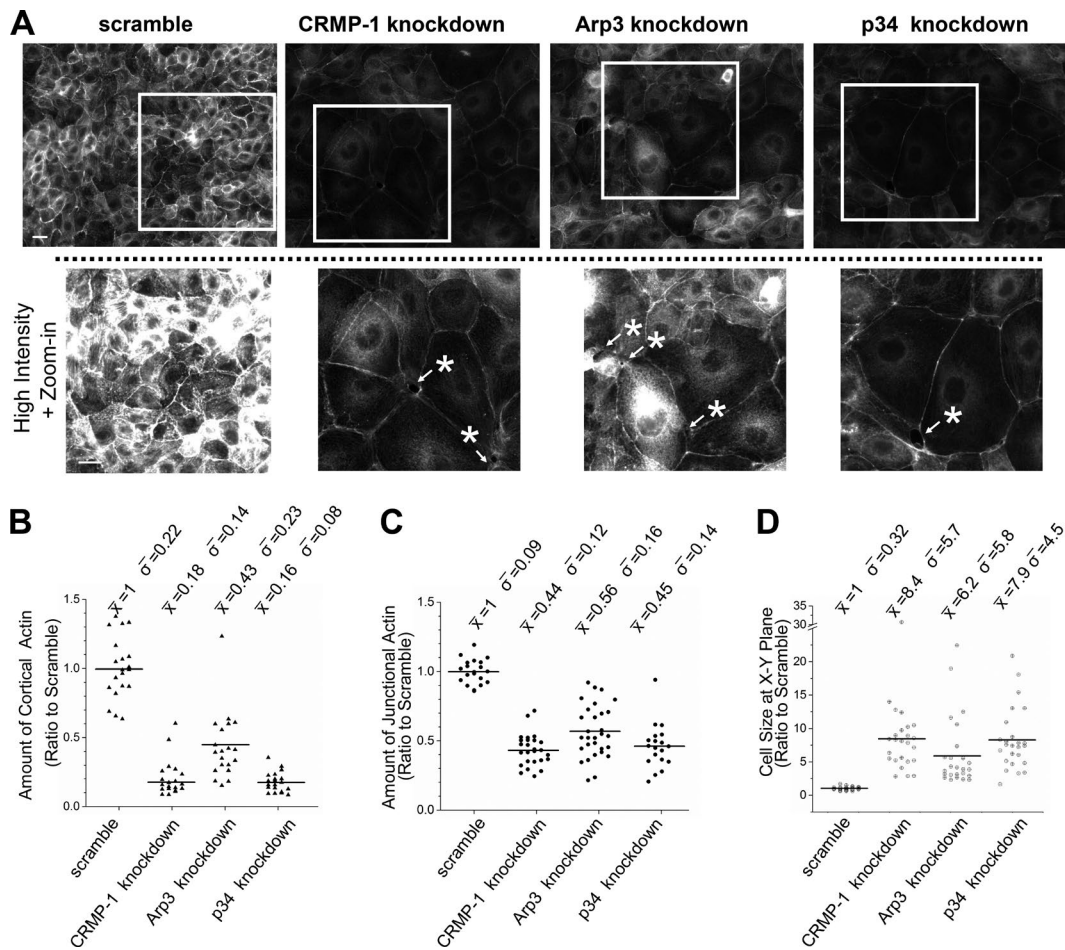 A
scramble
CRMP-1 knockdown
Arp3 knockdown
p34 knockdown
High Intensity
+ Zoom-in
*
*
*
*
*
*
B
x̄=1 σ̄=0.22
x̄=0.18 σ̄=0.14
x̄=0.43 σ̄=0.23
x̄=0.16 σ̄=0.08
Amount of Cortical Actin
(Ratio to Scramble)
1.5
1.0
0.5
0.0
scramble
CRMP-1 knockdown
Arp3 knockdown
p34 knockdown
C
x̄=1 σ̄=0.09
x̄=0.44 σ̄=0.12
x̄=0.56 σ̄=0.16
x̄=0.45 σ̄=0.14
Amount of Junctional Actin
(Ratio to Scramble)
1.5
1.0
0.5
0.0
scramble
CRMP-1 knockdown
Arp3 knockdown
p34 knockdown
D
x̄=1 σ̄=0.32
x̄=8.4 σ̄=5.7
x̄=6.2 σ̄=5.8
x̄=7.9 σ̄=4.5
Cell Size at X-Y Plane
(Ratio to Scramble)
35
30
25
20
15
10
5
0
scramble
CRMP-1 knockdown
Arp3 knockdown
p34 knockdown